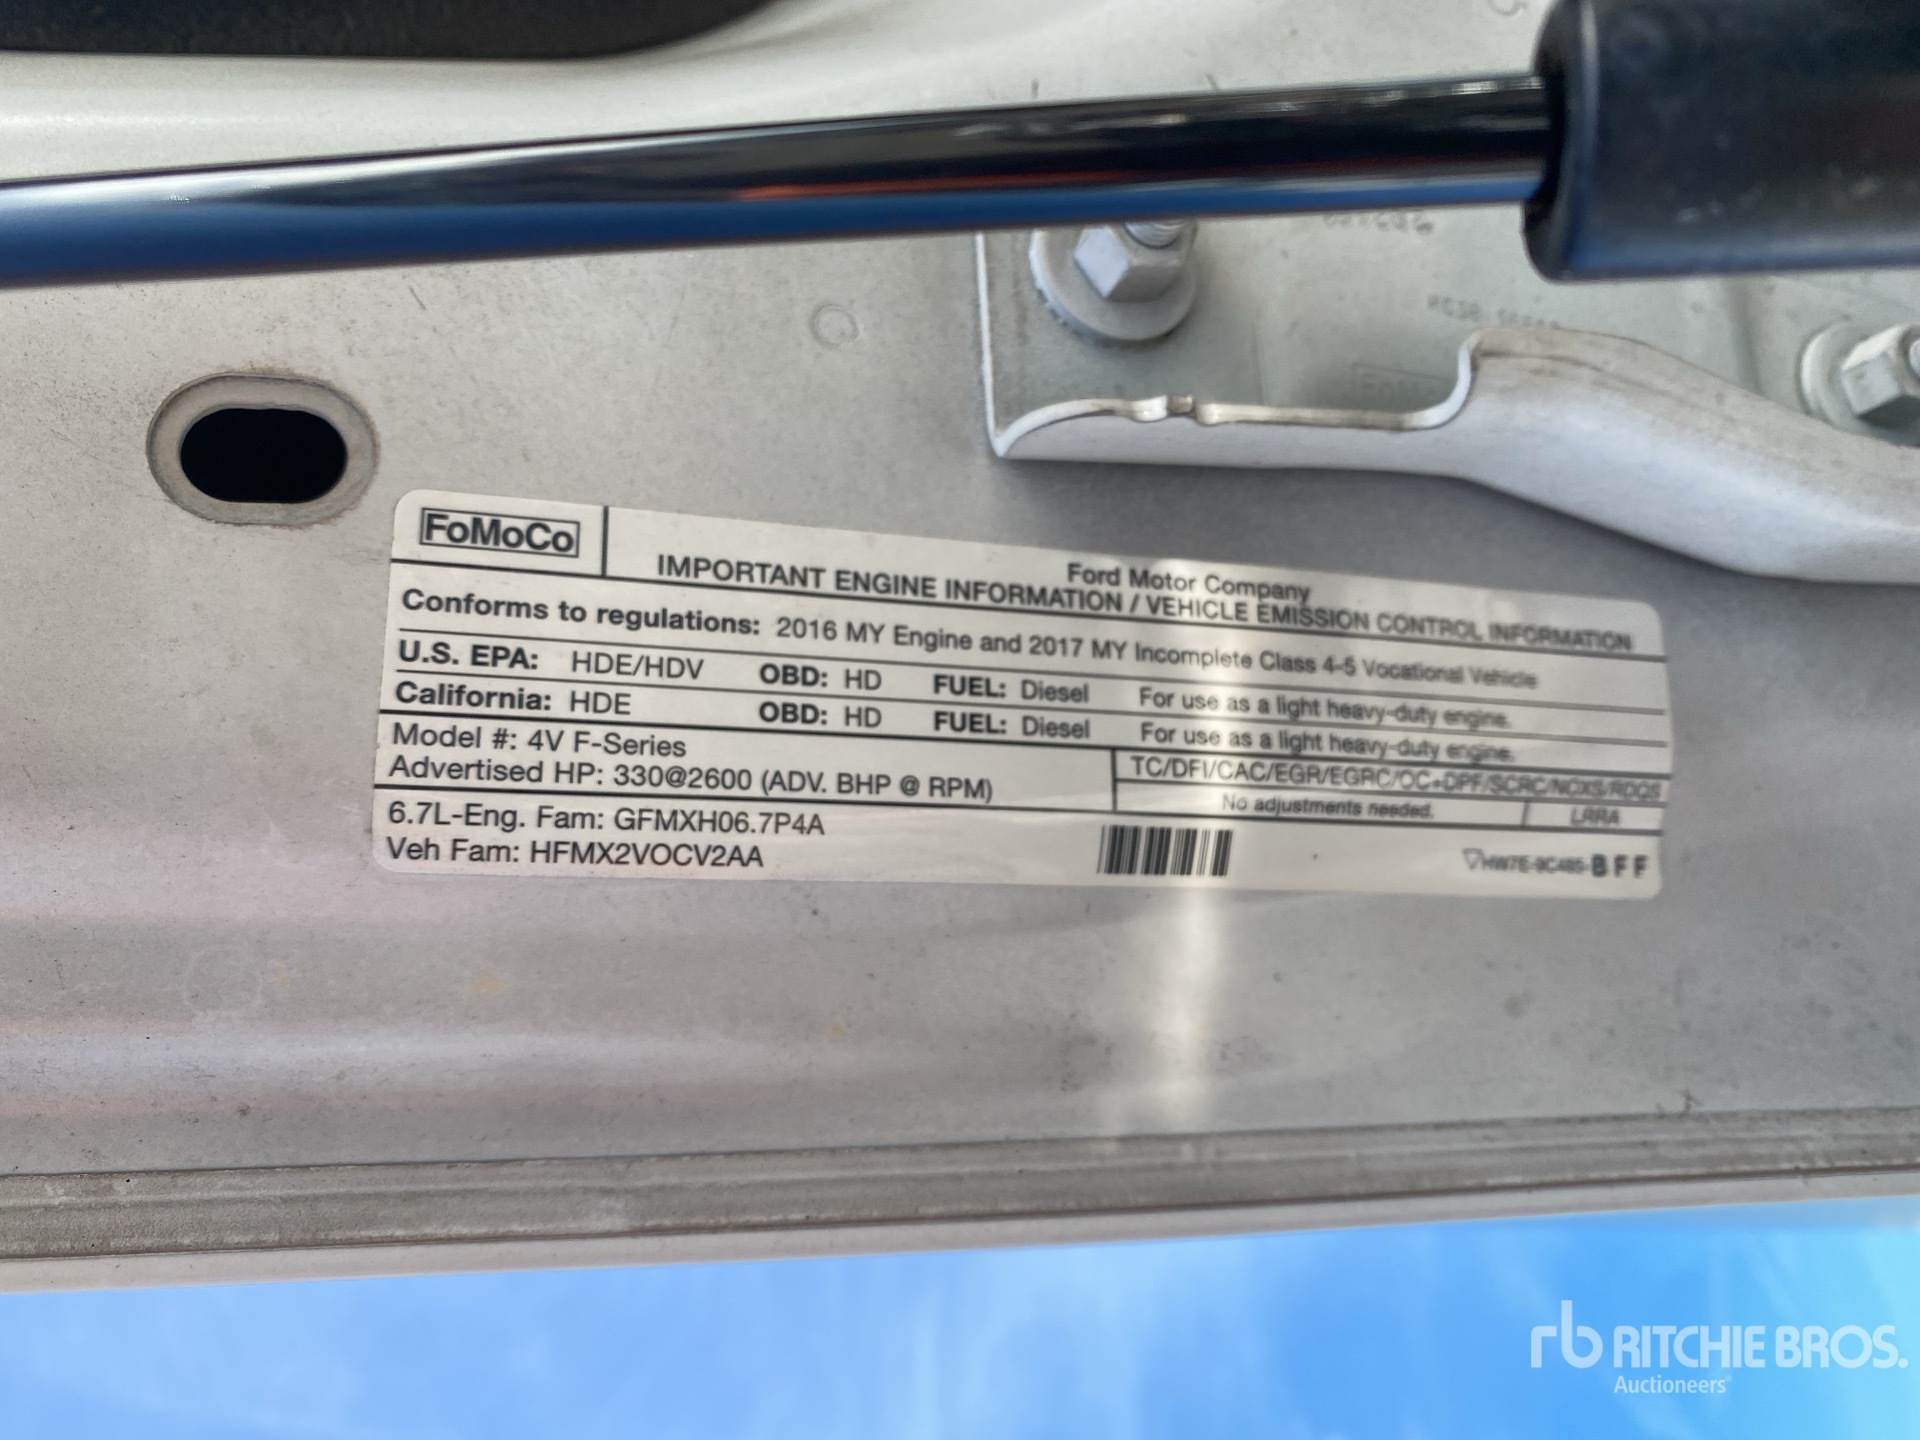 FoMoCo
Ford Motor Company
IMPORTANT ENGINE INFORMATION / VEHICLE EMISSION CONTROL INFORMATION
Conforms to regulations: 2016 MY Engine and 2017 MY Incomplete Class 4-5 Vocational Vehicle
U.S. EPA: HDE/HDV OBD: HD FUEL: Diesel For use as a light heavy-duty engine.
California: HDE OBD: HD FUEL: Diesel For use as a light heavy-duty engine.
Model #: 4V F-Series
Advertised HP: 330@2600 (ADV. BHP @ RPM)
TC/DFI/CAC/EGR/EGRC/OC+DPF/SCRC/NOXS/RDQS
No adjustments needed. LRRA
6.7L-Eng. Fam: GFMXH06.7P4A
Veh Fam: HFMX2VOCV2AA
HW7E-9C485-BFF
rb RITCHIE BROS.
Auctioneers